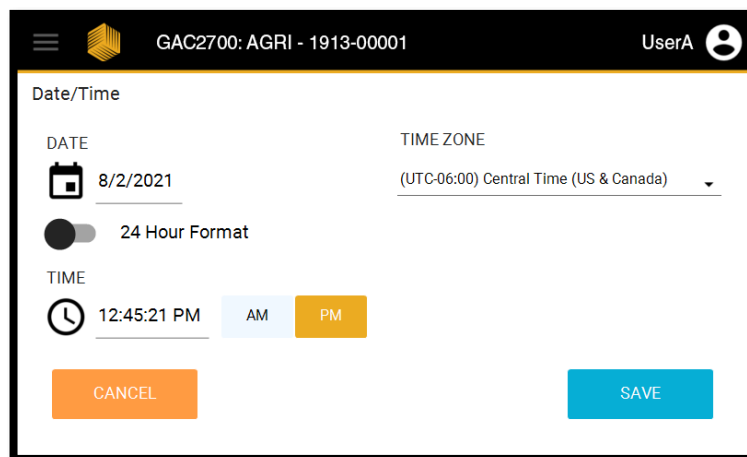 GAC2700: AGRI - 1913-00001 UserA
Date/Time
DATE
8/2/2021
24 Hour Format
TIME
12:45:21 PM AM PM
TIME ZONE
(UTC-06:00) Central Time (US & Canada)
CANCEL SAVE